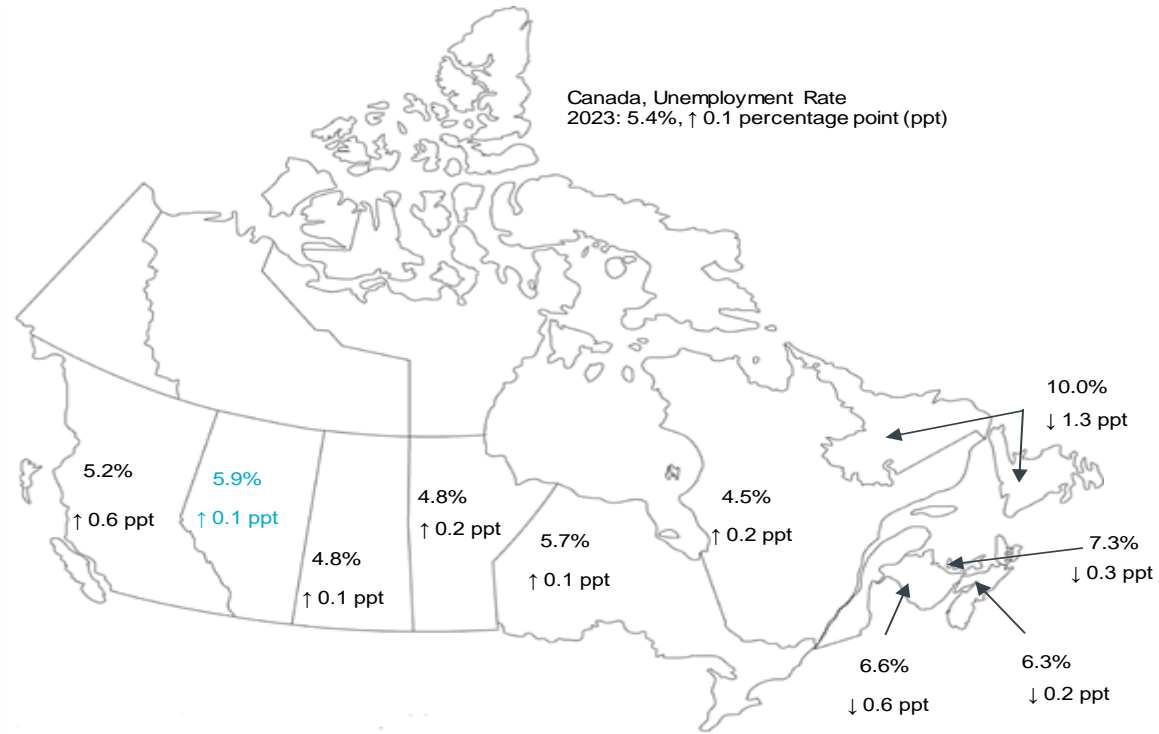 Canada, Unemployment Rate
2023: 5.4%, ↑ 0.1 percentage point (ppt)
10.0%
↓ 1.3 ppt
5.2%
↑ 0.6 ppt
5.9%
↑ 0.1 ppt
4.8%
↑ 0.1 ppt
4.8%
↑ 0.2 ppt
5.7%
↑ 0.1 ppt
4.5%
↑ 0.2 ppt
7.3%
↓ 0.3 ppt
6.6%
↓ 0.6 ppt
6.3%
↓ 0.2 ppt